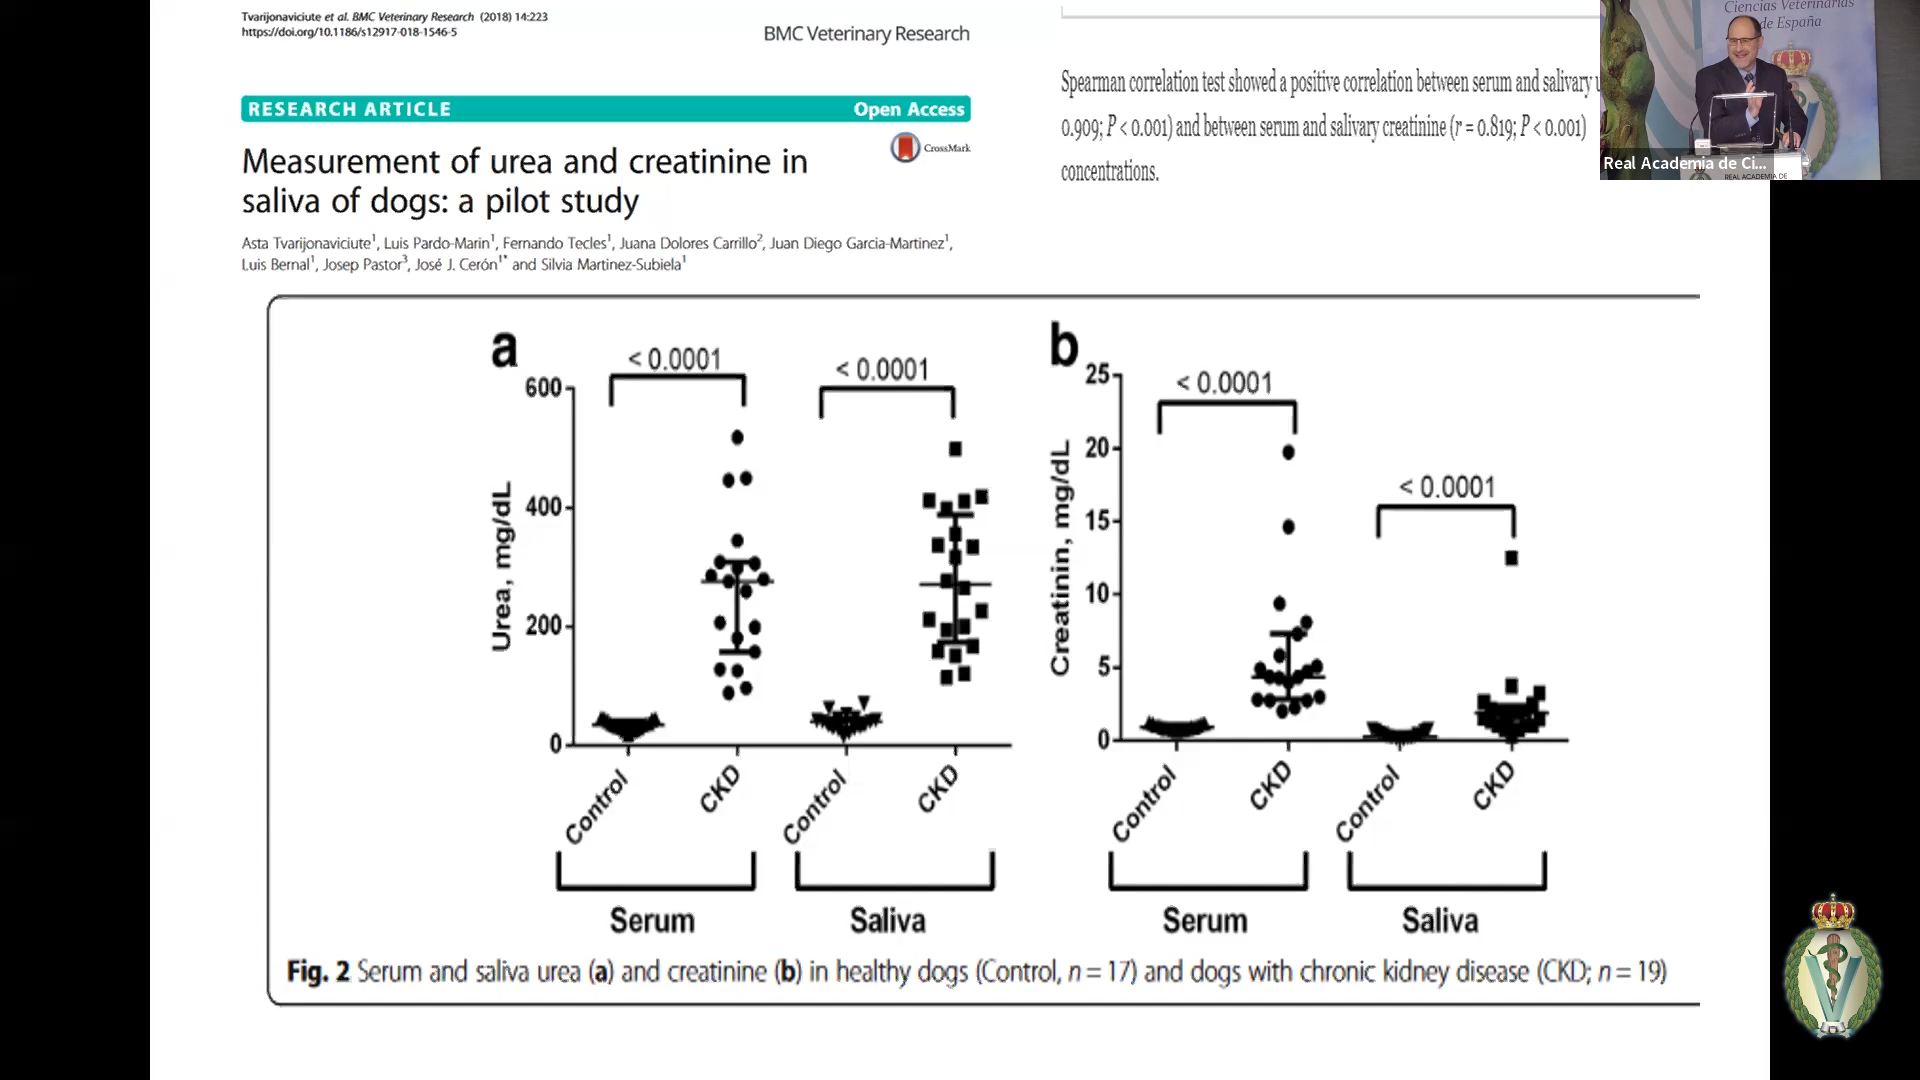 Tvarijonaviciute et al. BMC Veterinary Research (2018) 14:223
https://doi.org/10.1186/s12917-018-1546-5
BMC Veterinary Research
RESEARCH ARTICLE
Open Access
CrossMark
Measurement of urea and creatinine in
saliva of dogs: a pilot study
Asta Tvarijonaviciute1, Luis Pardo-Marin1, Fernando Tecles1, Juana Dolores Carrillo2, Juan Diego Garcia-Martinez1,
Luis Bernal1, Josep Pastor3, José J. Cerón1* and Silvia Martinez-Subiela1
Spearman correlation test showed a positive correlation between serum and salivary
0.909; P < 0.001) and between serum and salivary creatinine (r = 0.819; P < 0.001)
concentrations.
Ciencias Veterinarias
de España
Real Academia de Ci...
REAL ACADEMIA DE
a
< 0.0001
< 0.0001
Urea, mg/dL
600
400
200
0
Control
CKD
Control
CKD
Serum
Saliva
b
< 0.0001
< 0.0001
Creatinin, mg/dL
25
20
15
10
5
0
Control
CKD
Control
CKD
Serum
Saliva
Fig. 2 Serum and saliva urea (a) and creatinine (b) in healthy dogs (Control, n = 17) and dogs with chronic kidney disease (CKD; n = 19)